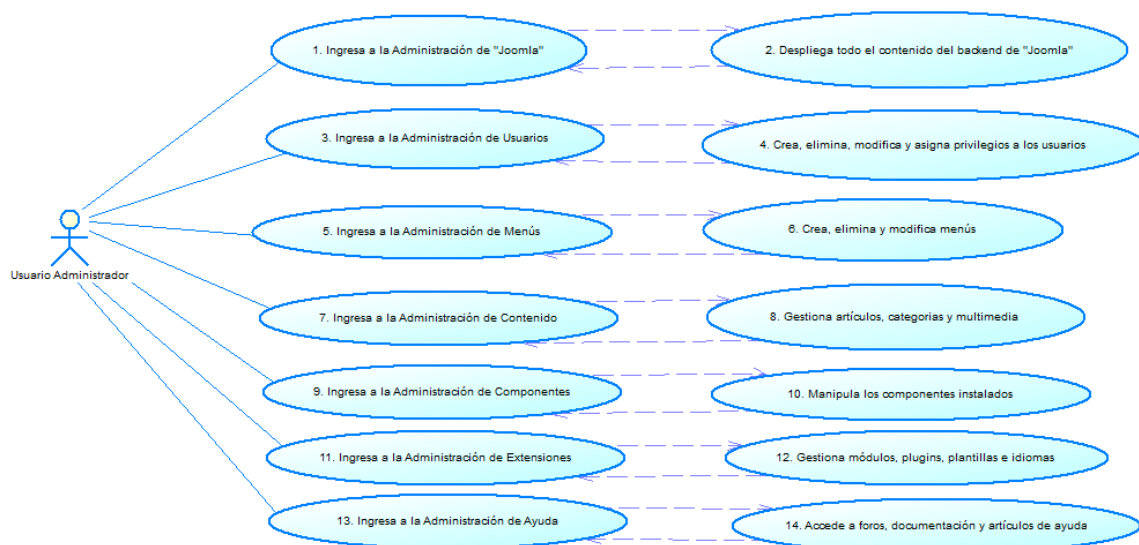 1. Ingresa a la Administración de "Joomla"
2. Despliega todo el contenido del backend de "Joomla"
3. Ingresa a la Administración de Usuarios
4. Crea, elimina, modifica y asigna privilegios a los usuarios
5. Ingresa a la Administración de Menús
6. Crea, elimina y modifica menús
Usuario Administrador
7. Ingresa a la Administración de Contenido
8. Gestiona artículos, categorias y multimedia
9. Ingresa a la Administración de Componentes
10. Manipula los componentes instalados
11. Ingresa a la Administración de Extensiones
12. Gestiona módulos, plugins, plantillas e idiomas
13. Ingresa a la Administración de Ayuda
14. Accede a foros, documentación y artículos de ayuda